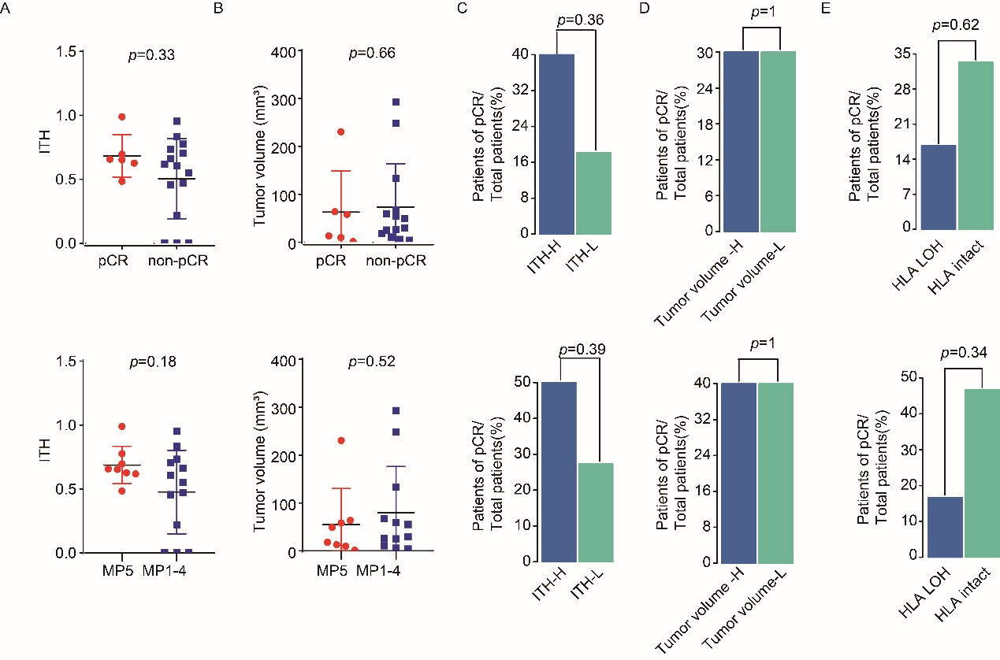 A
B
C
D
E
p=0.33
1.5
1.0
0.5
0.0
ITH
pCR
non-pCR
p=0.66
400
300
200
100
0
Tumor volume (mm³)
pCR
non-pCR
p=0.36
40
32
24
16
8
0
Patients of pCR/
Total patients(%)
ITH-H
ITH-L
p=1
30
24
18
12
6
0
Patients of pCR/
Total patients(%)
Tumor volume -H
Tumor volume-L
p=0.62
35
28
21
14
7
0
Patients of pCR/
Total patients(%)
HLA LOH
HLA intact
p=0.18
1.5
1.0
0.5
0.0
ITH
MP5
MP1-4
p=0.52
400
300
200
100
0
Tumor volume (mm³)
MP5
MP1-4
p=0.39
50
40
30
20
10
0
Patients of pCR/
Total patients(%)
ITH-H
ITH-L
p=1
40
32
24
16
8
0
Patients of pCR/
Total patients(%)
Tumor volume -H
Tumor volume-L
p=0.34
50
40
30
20
10
0
Patients of pCR/
Total patients(%)
HLA LOH
HLA intact